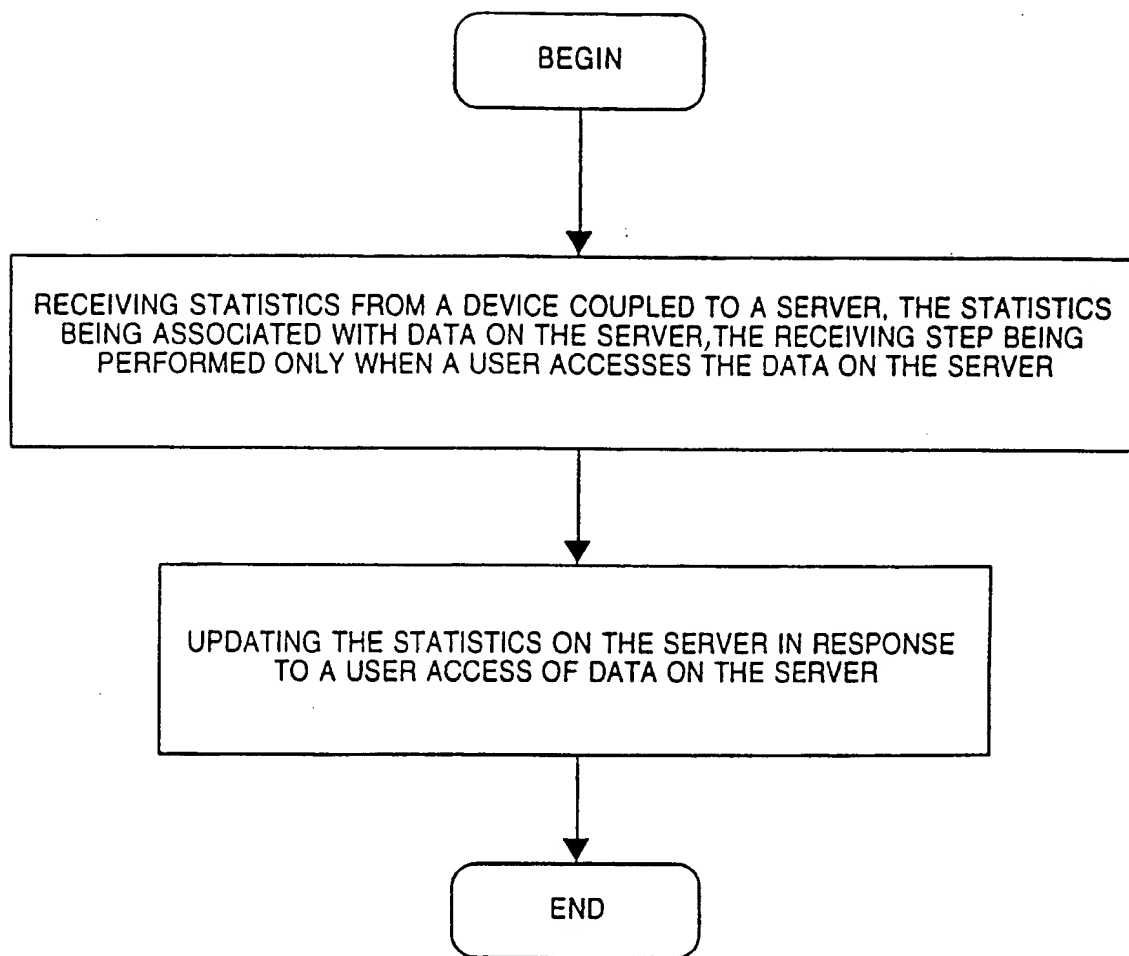 BEGIN
RECEIVING STATISTICS FROM A DEVICE COUPLED TO A SERVER, THE STATISTICS
BEING ASSOCIATED WITH DATA ON THE SERVER,THE RECEIVING STEP BEING
PERFORMED ONLY WHEN A USER ACCESSES THE DATA ON THE SERVER
UPDATING THE STATISTICS ON THE SERVER IN RESPONSE
TO A USER ACCESS OF DATA ON THE SERVER
END